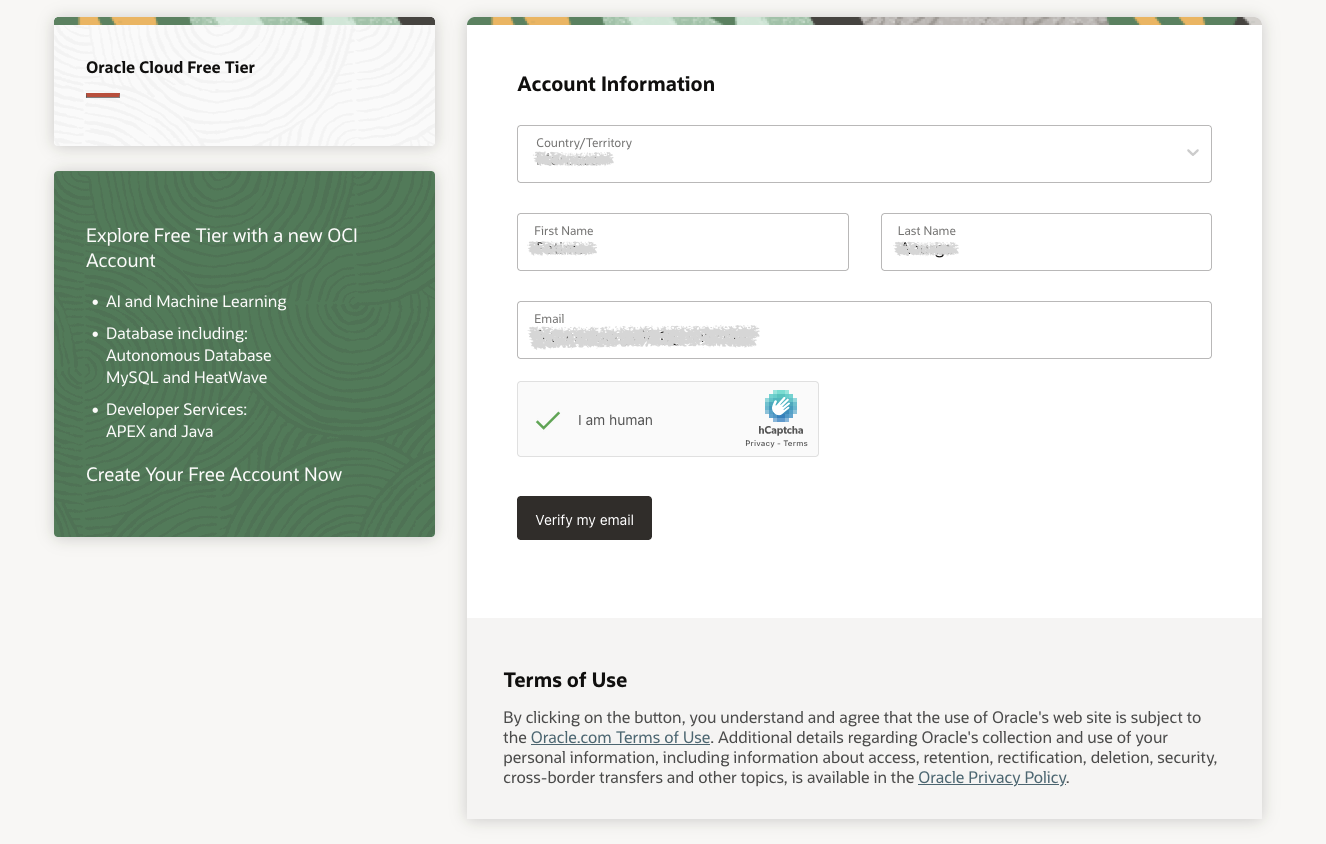 Oracle Cloud Free Tier
Explore Free Tier with a new OCI
Account
• AI and Machine Learning
• Database including:
Autonomous Database
MySQL and HeatWave
• Developer Services:
APEX and Java
Create Your Free Account Now
Account Information
Country/Territory
First Name
Last Name
Email
I am human
hCaptcha
Privacy - Terms
Verify my email
Terms of Use
By clicking on the button, you understand and agree that the use of Oracle's web site is subject to
the Oracle.com Terms of Use. Additional details regarding Oracle's collection and use of your
personal information, including information about access, retention, rectification, deletion, security,
cross-border transfers and other topics, is available in the Oracle Privacy Policy.